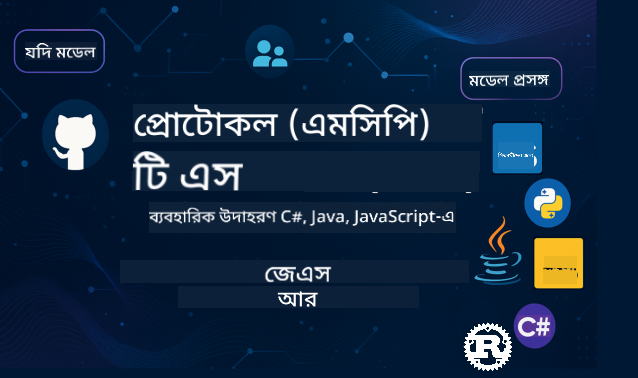 যদি মডেল
মডেল প্রসঙ্গ
প্রোটোকল (এমসিপি)
টি এস
ব্যবহারিক উদাহরণ C#, Java, JavaScript-এ
জেএস
আর
C#
R